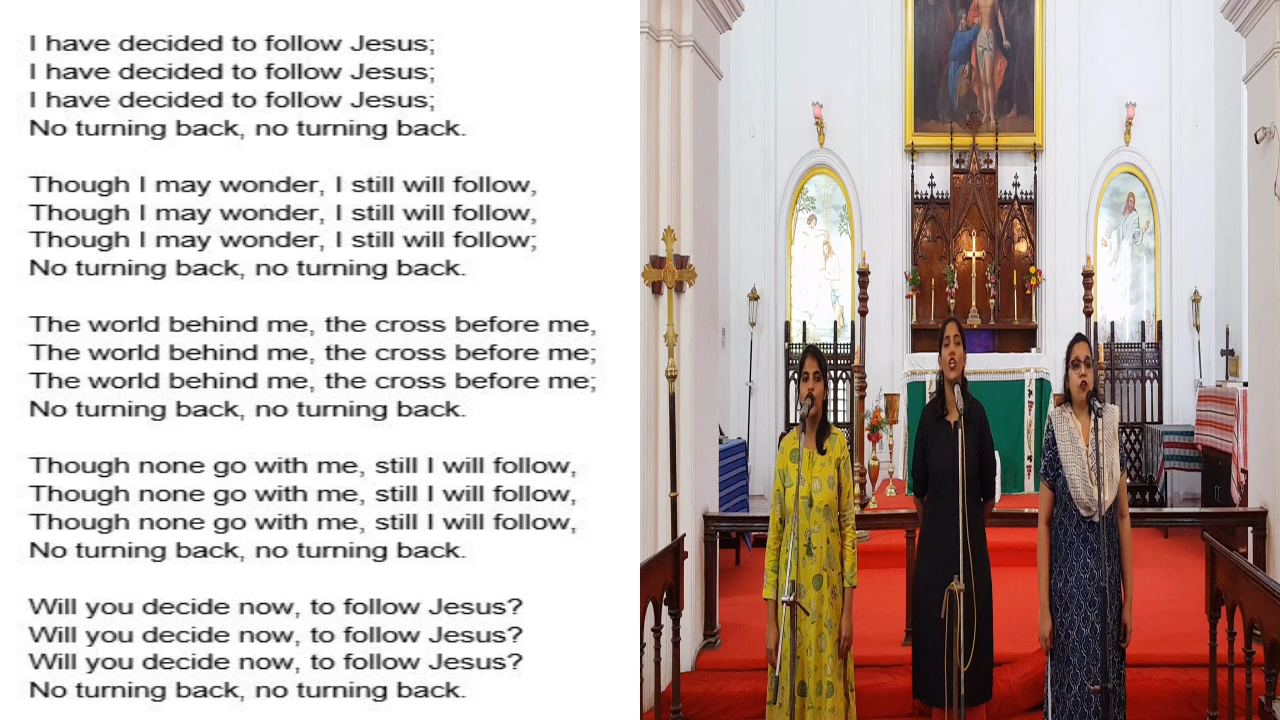 I have decided to follow Jesus;
I have decided to follow Jesus;
I have decided to follow Jesus;
No turning back, no turning back.
Though I may wonder, I still will follow,
Though I may wonder, I still will follow,
Though I may wonder, I still will follow;
No turning back, no turning back.
The world behind me, the cross before me,
The world behind me, the cross before me;
The world behind me, the cross before me;
No turning back, no turning back.
Though none go with me, still I will follow,
Though none go with me, still I will follow,
Though none go with me, still I will follow,
No turning back, no turning back.
Will you decide now, to follow Jesus?
Will you decide now, to follow Jesus?
Will you decide now, to follow Jesus?
No turning back, no turning back.